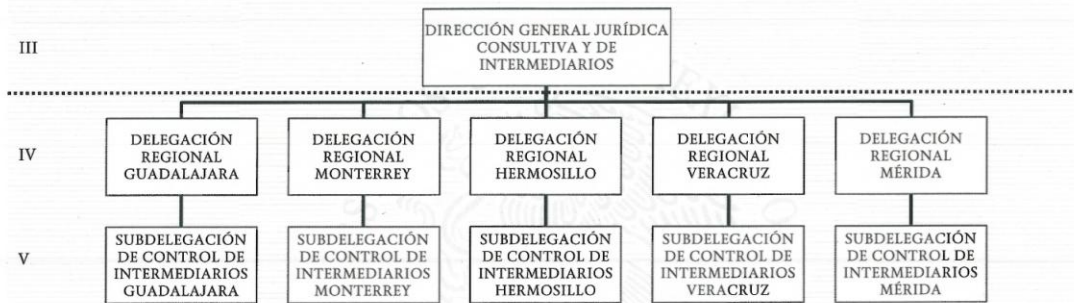 III
DIRECCIÓN GENERAL JURÍDICA
CONSULTIVA Y DE
INTERMEDIARIOS
IV
DELEGACIÓN
REGIONAL
GUADALAJARA
DELEGACIÓN
REGIONAL
MONTERREY
DELEGACIÓN
REGIONAL
HERMOSILLO
DELEGACIÓN
REGIONAL
VERACRUZ
DELEGACIÓN
REGIONAL
MÉRIDA
V
SUBDELEGACIÓN
DE CONTROL DE
INTERMEDIARIOS
GUADALAJARA
SUBDELEGACIÓN
DE CONTROL DE
INTERMEDIARIOS
MONTERREY
SUBDELEGACIÓN
DE CONTROL DE
INTERMEDIARIOS
HERMOSILLO
SUBDELEGACIÓN
DE CONTROL DE
INTERMEDIARIOS
VERACRUZ
SUBDELEGACIÓN
DE CONTROL DE
INTERMEDIARIOS
MÉRIDA